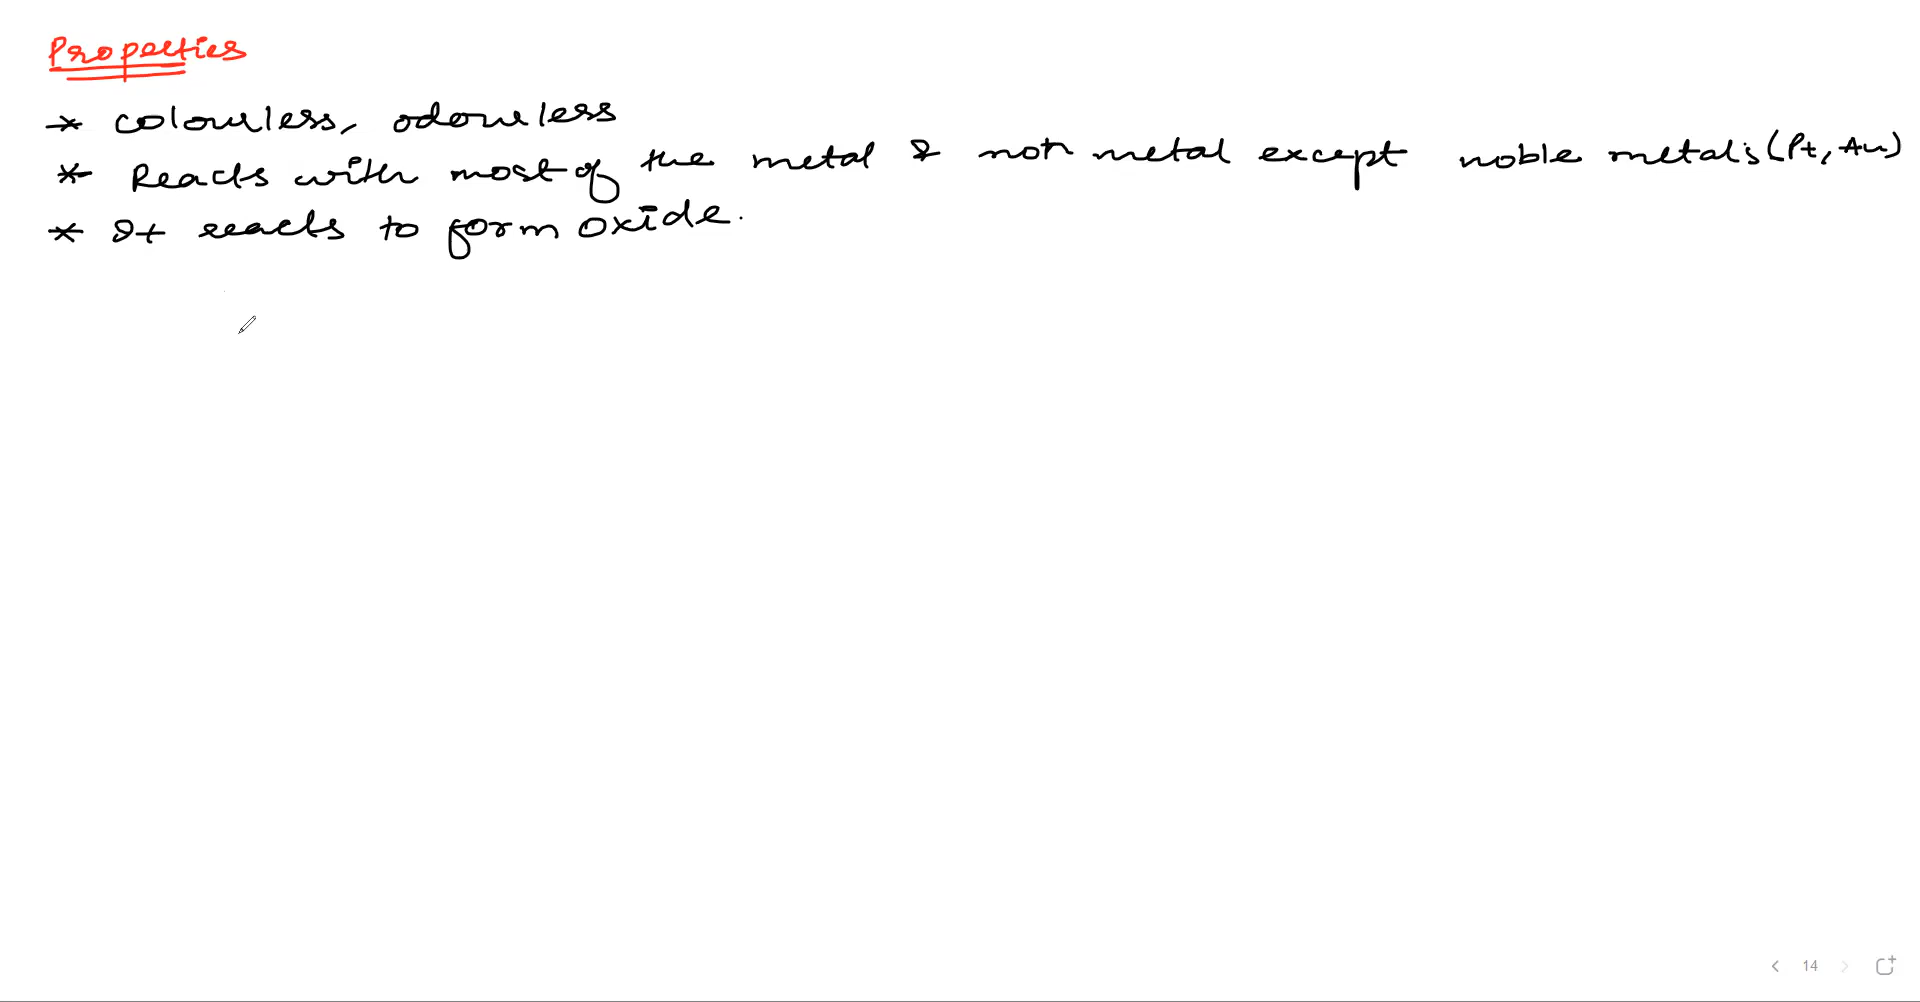 Properties
* colourless, odourless
* Reacts with most of the metal & non metal except noble metals (Pt, Au)
* It reacts to form oxide.
14